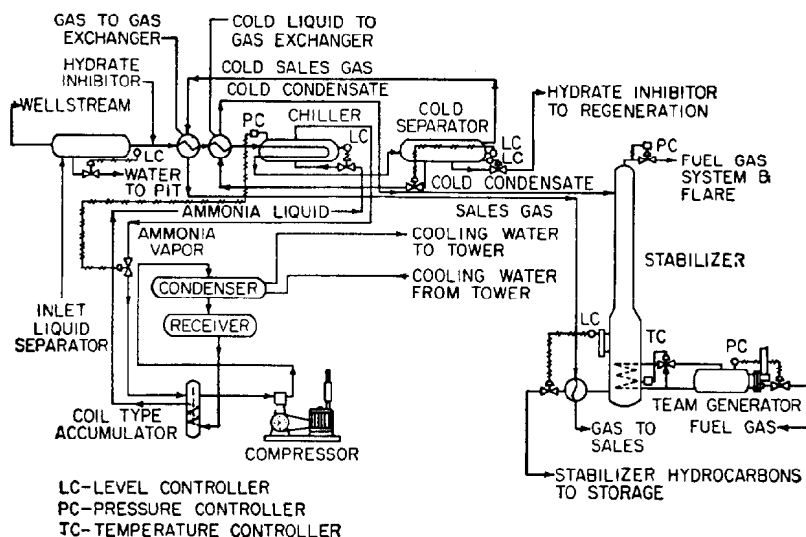 GAS TO GAS
EXCHANGER
COLD LIQUID TO
GAS EXCHANGER
HYDRATE
INHIBITOR
COLD SALES GAS
COLD CONDENSATE
WELLSTREAM
PC
CHILLER
LC
COLD
SEPARATOR
HYDRATE INHIBITOR
TO REGENERATION
LC
LC
LC
WATER
TO PIT
COLD CONDENSATE
PC
FUEL GAS
SYSTEM &
FLARE
AMMONIA LIQUID
SALES GAS
AMMONIA
VAPOR
COOLING WATER
TO TOWER
STABILIZER
CONDENSER
COOLING WATER
FROM TOWER
INLET
LIQUID
SEPARATOR
RECEIVER
LC
TC
PC
COIL TYPE
ACCUMULATOR
COMPRESSOR
TEAM GENERATOR
GAS TO
SALES
FUEL GAS
STABILIZER HYDROCARBONS
TO STORAGE
LC-LEVEL CONTROLLER
PC-PRESSURE CONTROLLER
TC-TEMPERATURE CONTROLLER